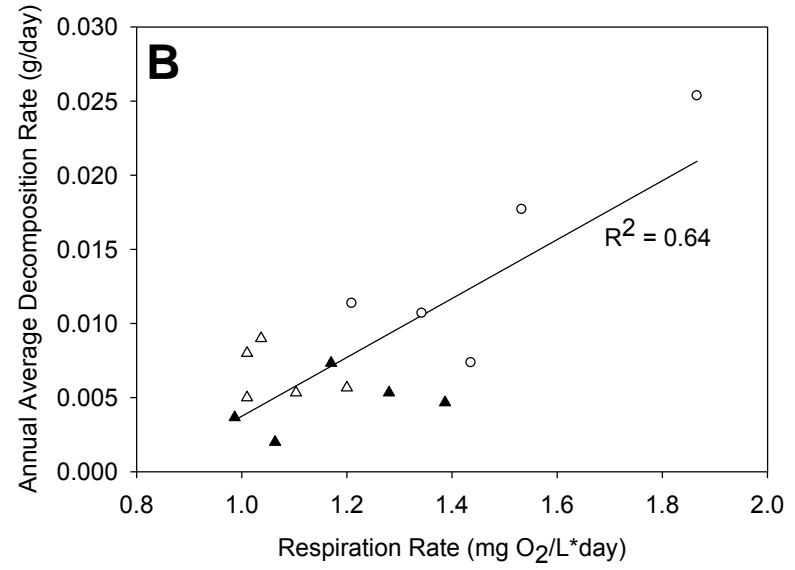 B
Annual Average Decomposition Rate (g/day)
0.030
0.025
0.020
0.015
0.010
0.005
0.000
R2 = 0.64
0.8 1.0 1.2 1.4 1.6 1.8 2.0
Respiration Rate (mg O2/L*day)